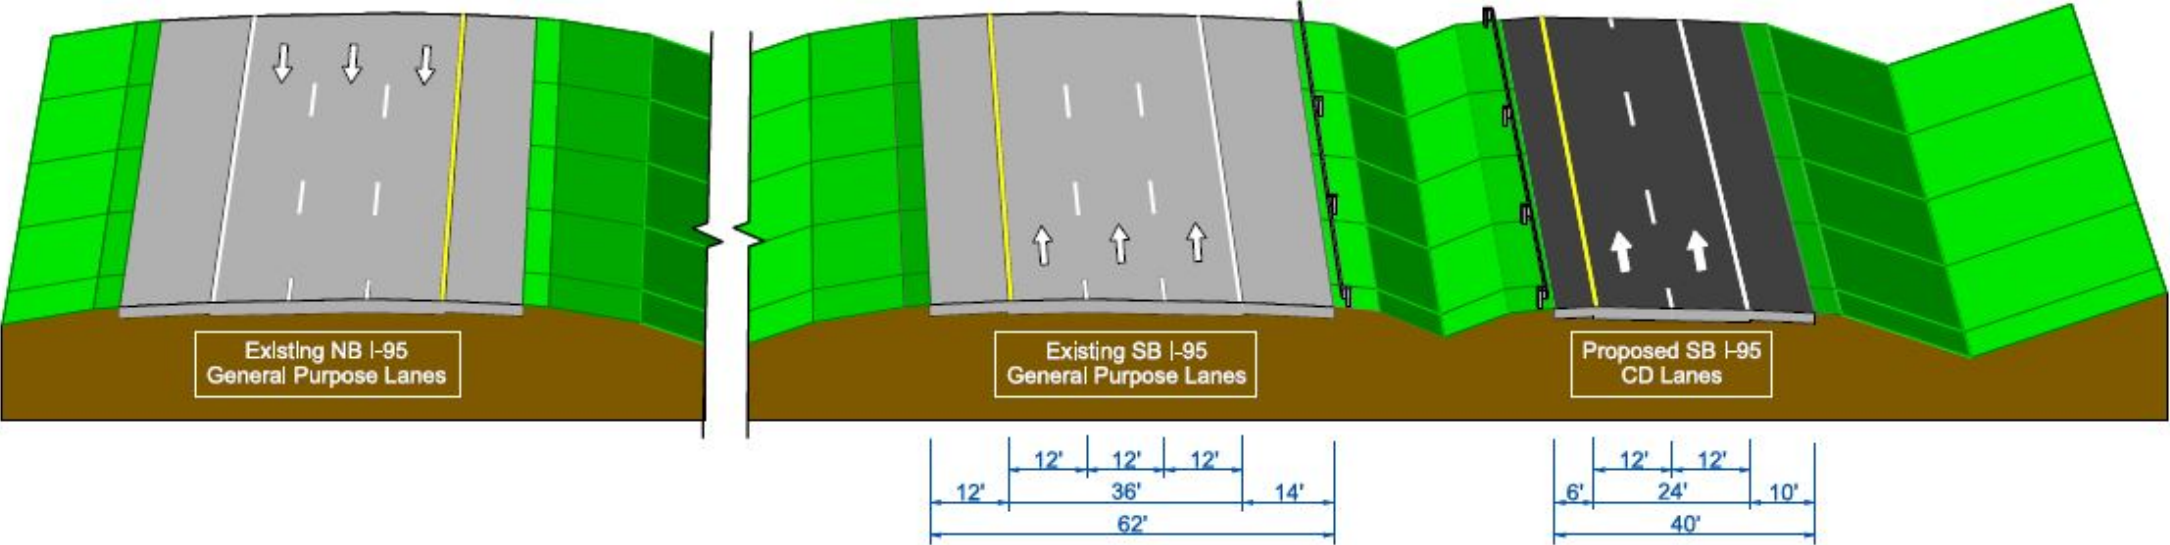 Existing NB I-95
General Purpose Lanes
Existing SB I-95
General Purpose Lanes
Proposed SB I-95
CD Lanes
12' 12' 12'
12' 36' 14'
62'
12' 12'
6' 24' 10'
40'